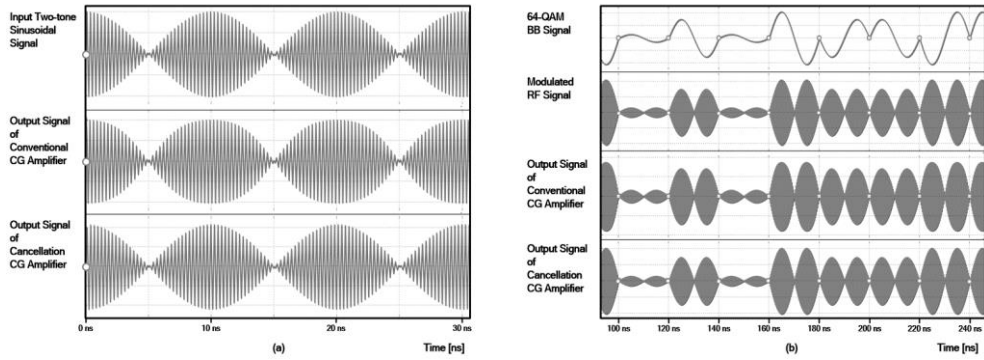 Input Two-tone
Sinusoidal
Signal
Output Signal
of
Conventional
CG Amplifier
Output Signal
of
Cancellation
CG Amplifier
0 ns
10 ns
20 ns
30 ns
(a)
Time [ns]
64-QAM
BB Signal
Modulated
RF Signal
Output Signal
of
Conventional
CG Amplifier
Output Signal
of
Cancellation
CG Amplifier
100 ns
120 ns
140 ns
160 ns
180 ns
200 ns
220 ns
240 ns
(b)
Time [ns]